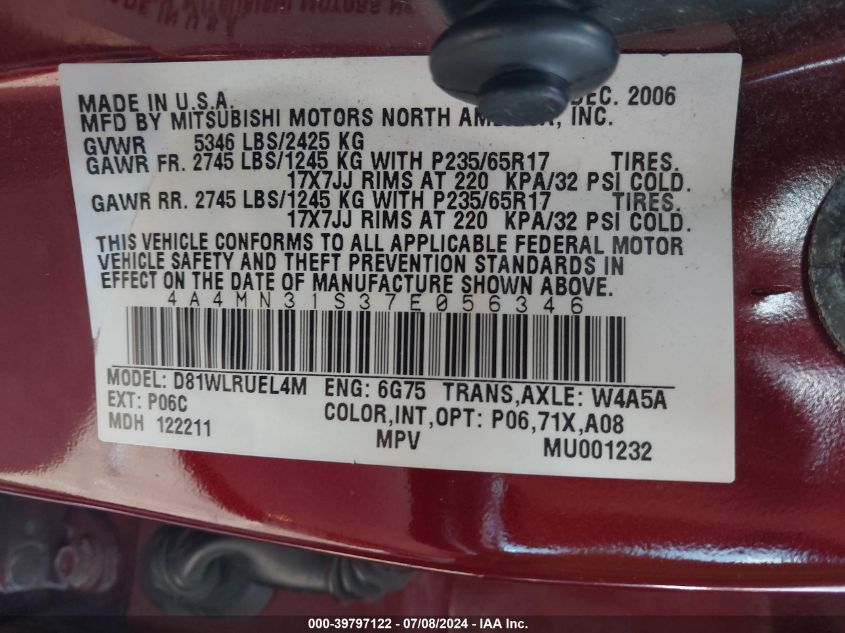 MADE IN U.S.A. DEC. 2006
MFD BY MITSUBISHI MOTORS NORTH AMERICA, INC.
GVWR 5346 LBS/2425 KG
GAWR FR. 2745 LBS/1245 KG WITH P235/65R17 TIRES.
17X7JJ RIMS AT 220 KPA/32 PSI COLD.
GAWR RR. 2745 LBS/1245 KG WITH P235/65R17 TIRES.
17X7JJ RIMS AT 220 KPA/32 PSI COLD.
THIS VEHICLE CONFORMS TO ALL APPLICABLE FEDERAL MOTOR
VEHICLE SAFETY AND THEFT PREVENTION STANDARDS IN
EFFECT ON THE DATE OF MANUFACTURE SHOWN ABOVE.
4A4MN31S37E056346
MODEL: D81WLRUEL4M ENG: 6G75 TRANS,AXLE: W4A5A
EXT: P06C COLOR,INT,OPT: P06,71X,A08
MDH 122211 MPV MU001232
000-39797122 / 07/08/2024 - IAA Inc.